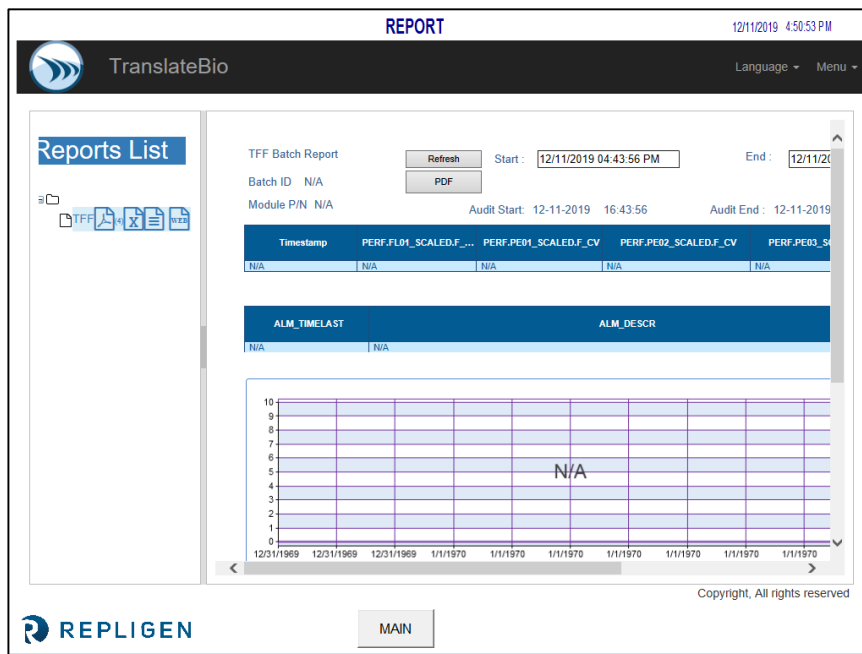 REPORT
12/11/2019 4:50:53 PM
TranslateBio
Language
Menu
Reports List
TFF
(4)
WEB
TFF Batch Report
Refresh
Start :
12/11/2019 04:43:56 PM
End :
12/11/20
Batch ID N/A
PDF
Module P/N N/A
Audit Start: 12-11-2019 16:43:56
Audit End : 12-11-2019
Timestamp
PERF.FL01_SCALED.F_...
PERF.PE01_SCALED.F_CV
PERF.PE02_SCALED.F_CV
PERF.PE03_S
N/A
N/A
N/A
N/A
N/A
ALM_TIMELAST
ALM_DESCR
N/A
N/A
10
9
8
7
6
5
4
3
2
1
0
N/A
12/31/1969
12/31/1969
12/31/1969
1/1/1970
1/1/1970
1/1/1970
1/1/1970
1/1/1970
1/1/1970
1/1/1970
Copyright, All rights reserved
REPLIGEN
MAIN